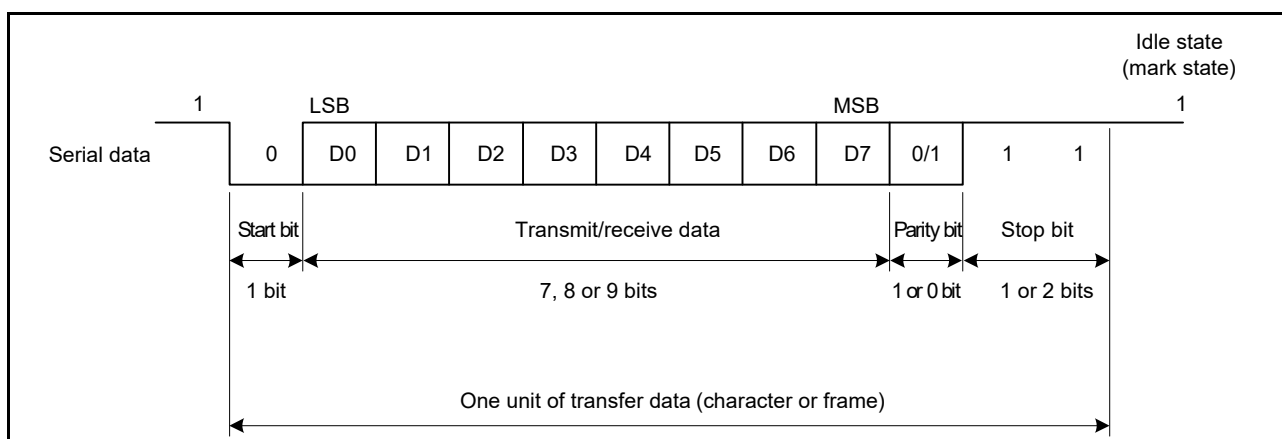 Idle state
(mark state)
1 LSB MSB 1
Serial data 0 D0 D1 D2 D3 D4 D5 D6 D7 0/1 1 1
Start bit Transmit/receive data Parity bit Stop bit
1 bit 7, 8 or 9 bits 1 or 0 bit 1 or 2 bits
One unit of transfer data (character or frame)